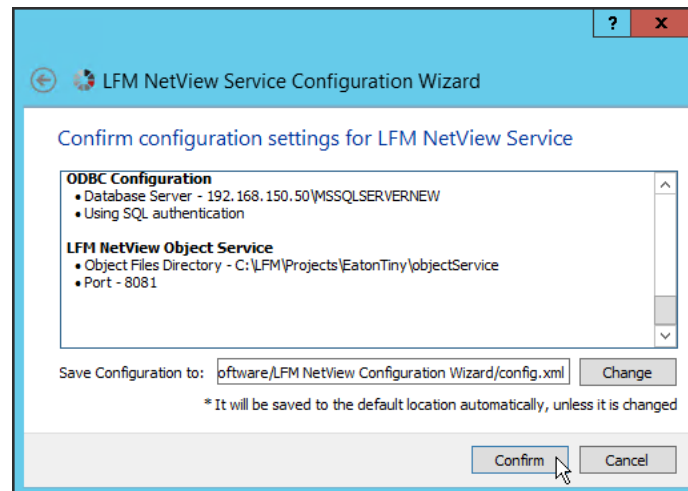 ? x
LFM NetView Service Configuration Wizard
Confirm configuration settings for LFM NetView Service
ODBC Configuration
• Database Server - 192.168.150.50\MSSQLSERVERNEW
• Using SQL authentication
LFM NetView Object Service
• Object Files Directory - C:\LFM\Projects\EatonTiny\objectService
• Port - 8081
Save Configuration to: oftware/LFM NetView Configuration Wizard/config.xml Change
* It will be saved to the default location automatically, unless it is changed
Confirm Cancel